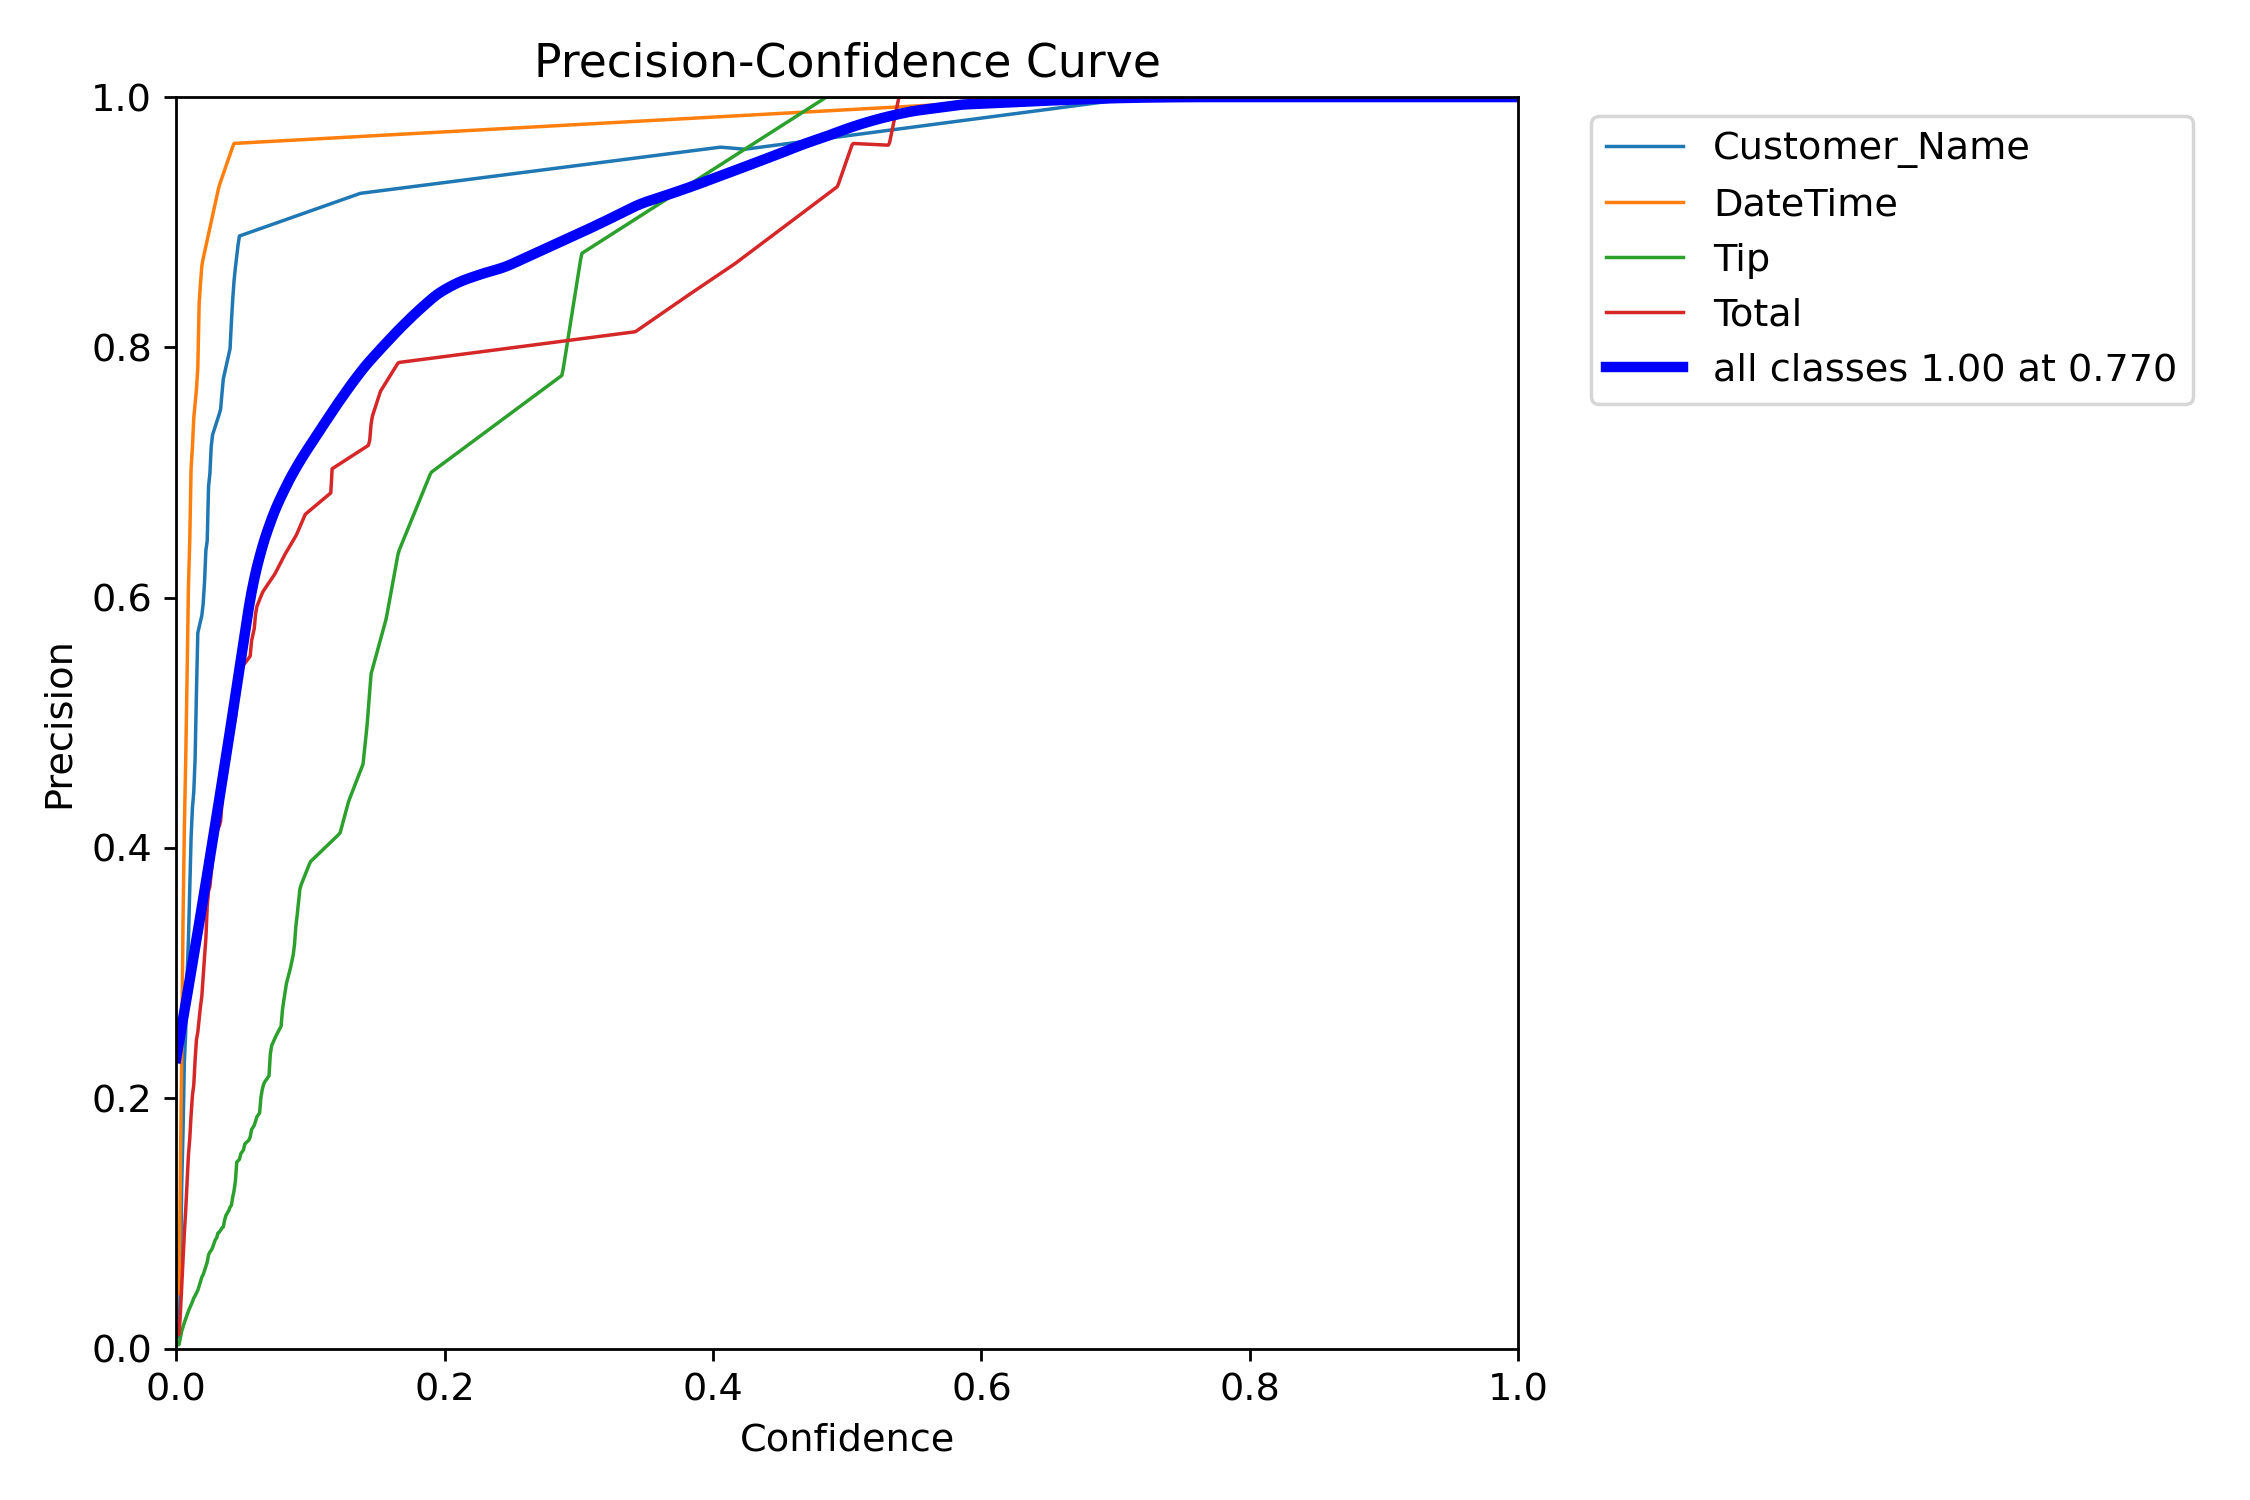 Precision-Confidence Curve
1.0
0.8
0.6
0.4
0.2
0.0
Precision
0.0 0.2 0.4 0.6 0.8 1.0
Confidence
Customer_Name
DateTime
Tip
Total
all classes 1.00 at 0.770